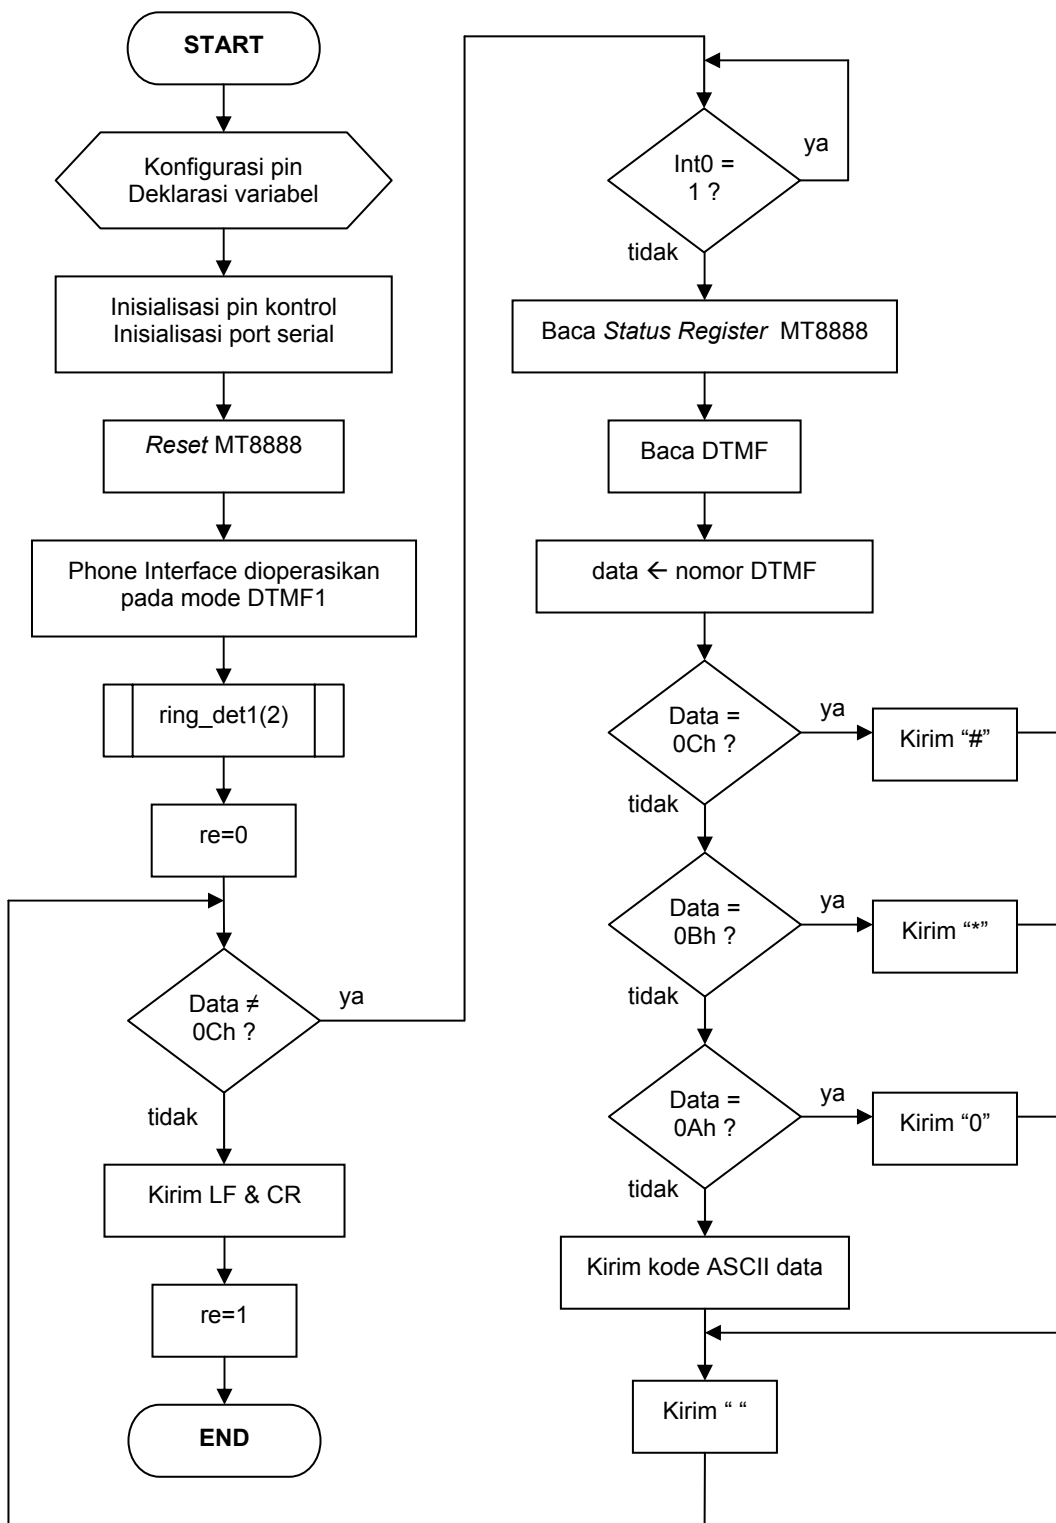 START
Konfigurasi pin
Deklarasi variabel
Inisialisasi pin kontrol
Inisialisasi port serial
Reset MT8888
Phone Interface dioperasikan
pada mode DTMF1
ring_det1(2)
re=0
Data ≠
0Ch ?
ya
tidak
Kirim LF & CR
re=1
END
Int0 =
1 ?
ya
tidak
Baca Status Register MT8888
Baca DTMF
data ← nomor DTMF
Data =
0Ch ?
ya
Kirim “#”
tidak
Data =
0Bh ?
ya
Kirim “*”
tidak
Data =
0Ah ?
ya
Kirim “0”
tidak
Kirim kode ASCII data
Kirim “ “